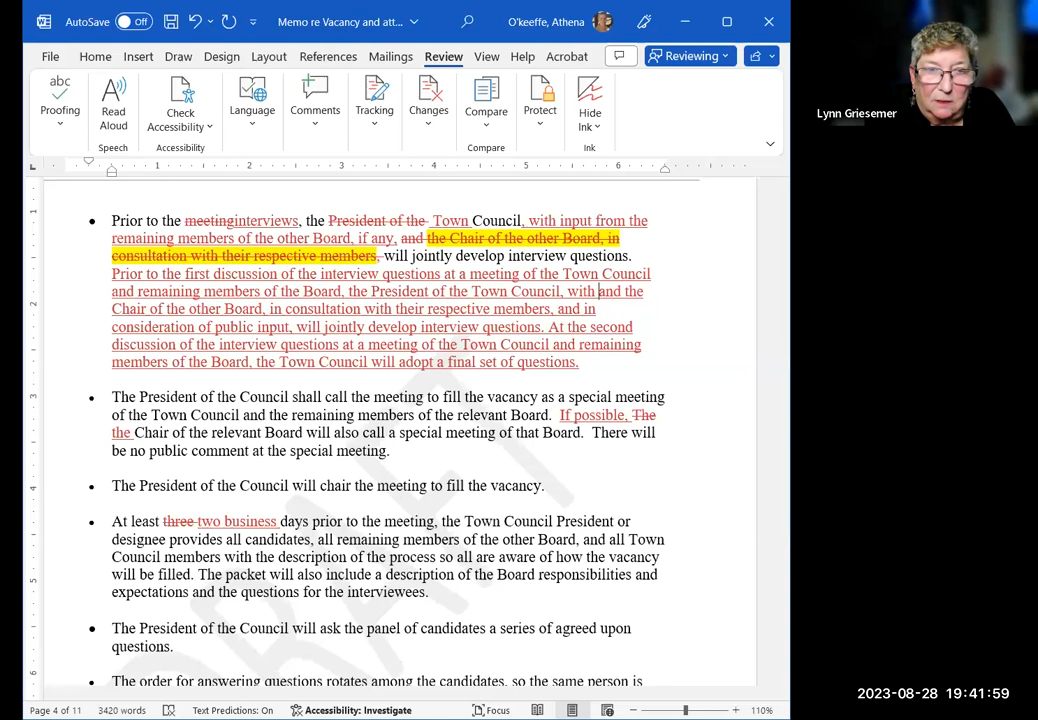 AutoSave Off Memo re Vacancy and att... O'keeffe, Athena
File Home Insert Draw Design Layout References Mailings Review View Help Acrobat Reviewing
abc
Proofing Read Aloud Check Accessibility Language Comments Tracking Changes Compare Protect Hide Ink
Speech Accessibility Compare Ink
1 2 3 4 5 6
Prior to the meetinginterviews, the President of the Town Council, with input from the
remaining members of the other Board, if any, and the Chair of the other Board, in
consultation with their respective members, will jointly develop interview questions.
Prior to the first discussion of the interview questions at a meeting of the Town Council
and remaining members of the Board, the President of the Town Council, with and the
Chair of the other Board, in consultation with their respective members, and in
consideration of public input, will jointly develop interview questions. At the second
discussion of the interview questions at a meeting of the Town Council and remaining
members of the Board, the Town Council will adopt a final set of questions.
The President of the Council shall call the meeting to fill the vacancy as a special meeting
of the Town Council and the remaining members of the relevant Board. If possible, The
the Chair of the relevant Board will also call a special meeting of that Board. There will
be no public comment at the special meeting.
The President of the Council will chair the meeting to fill the vacancy.
At least three two business days prior to the meeting, the Town Council President or
designee provides all candidates, all remaining members of the other Board, and all Town
Council members with the description of the process so all are aware of how the vacancy
will be filled. The packet will also include a description of the Board responsibilities and
expectations and the questions for the interviewees.
The President of the Council will ask the panel of candidates a series of agreed upon
questions.
The order for answering questions rotates among the candidates, so the same person is
DRAFT
Page 4 of 11 3420 words Text Predictions: On Accessibility: Investigate Focus 110%
Lynn Griesemer
2023-08-28 19:41:59